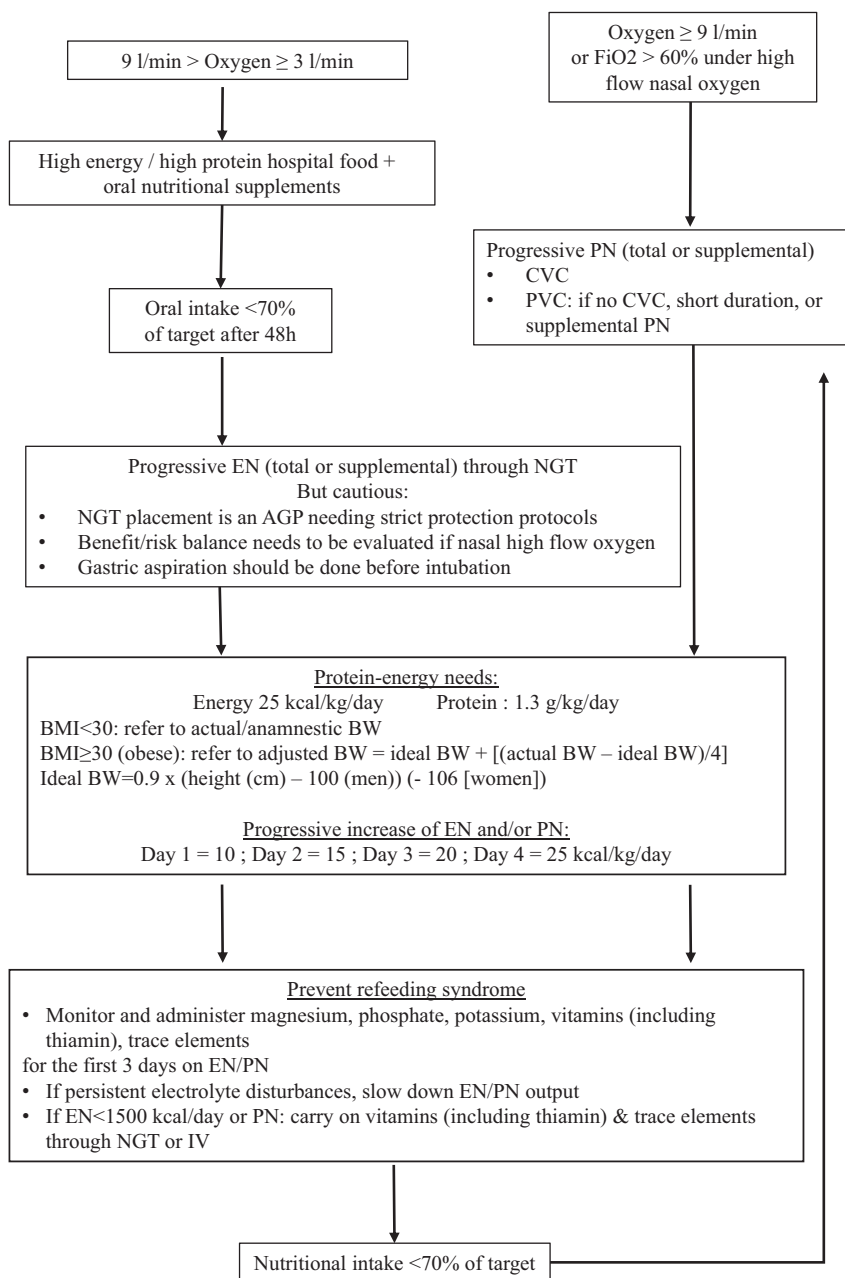 9 l/min > Oxygen ≥ 3 l/min
Oxygen ≥ 9 l/min
or FiO2 > 60% under high
flow nasal oxygen
High energy / high protein hospital food +
oral nutritional supplements
Progressive PN (total or supplemental)
• CVC
• PVC: if no CVC, short duration, or
supplemental PN
Oral intake <70%
of target after 48h
Progressive EN (total or supplemental) through NGT
But cautious:
• NGT placement is an AGP needing strict protection protocols
• Benefit/risk balance needs to be evaluated if nasal high flow oxygen
• Gastric aspiration should be done before intubation
Protein-energy needs:
Energy 25 kcal/kg/day Protein : 1.3 g/kg/day
BMI<30: refer to actual/anamnestic BW
BMI≥30 (obese): refer to adjusted BW = ideal BW + [(actual BW – ideal BW)/4]
Ideal BW=0.9 x (height (cm) – 100 (men)) (- 106 [women])
Progressive increase of EN and/or PN:
Day 1 = 10 ; Day 2 = 15 ; Day 3 = 20 ; Day 4 = 25 kcal/kg/day
Prevent refeeding syndrome
• Monitor and administer magnesium, phosphate, potassium, vitamins (including
thiamin), trace elements
for the first 3 days on EN/PN
• If persistent electrolyte disturbances, slow down EN/PN output
• If EN<1500 kcal/day or PN: carry on vitamins (including thiamin) & trace elements
through NGT or IV
Nutritional intake <70% of target